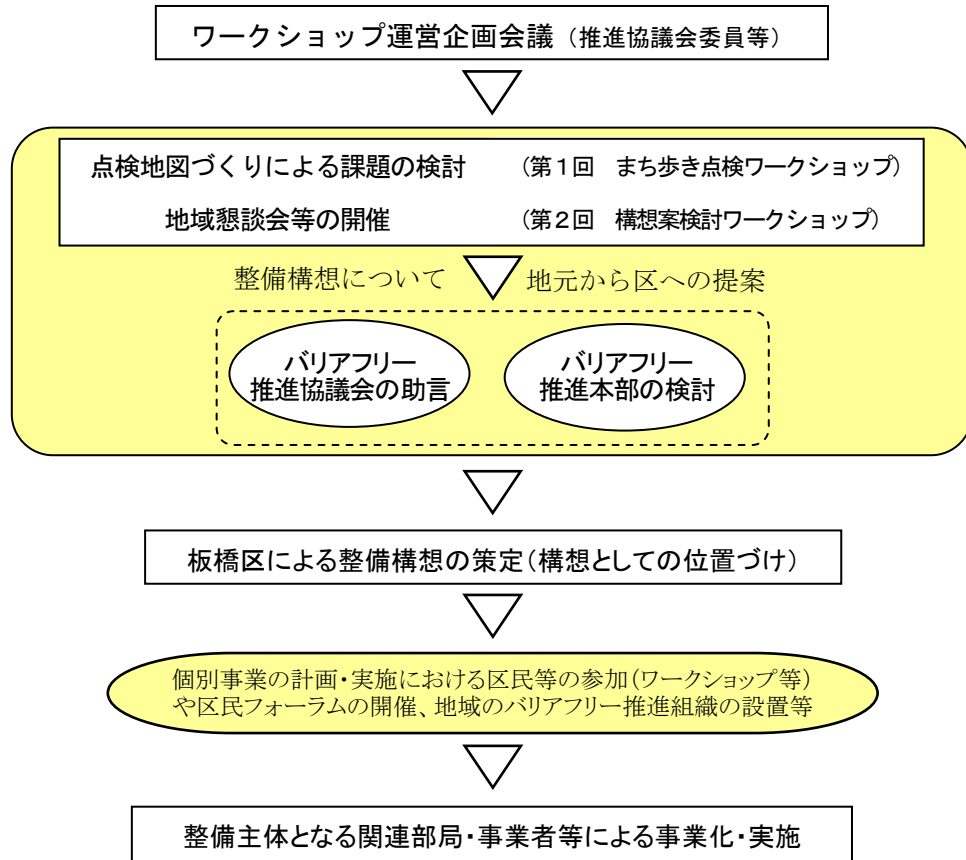 ワークショップ運営企画会議（推進協議会委員等）
点検地図づくりによる課題の検討 （第１回 まち歩き点検ワークショップ）
地域懇談会等の開催 （第２回 構想案検討ワークショップ）
整備構想について 地元から区への提案
バリアフリー
推進協議会の助言
バリアフリー
推進本部の検討
板橋区による整備構想の策定（構想としての位置づけ）
個別事業の計画・実施における区民等の参加（ワークショップ等）
や区民フォーラムの開催、地域のバリアフリー推進組織の設置等
整備主体となる関連部局・事業者等による事業化・実施